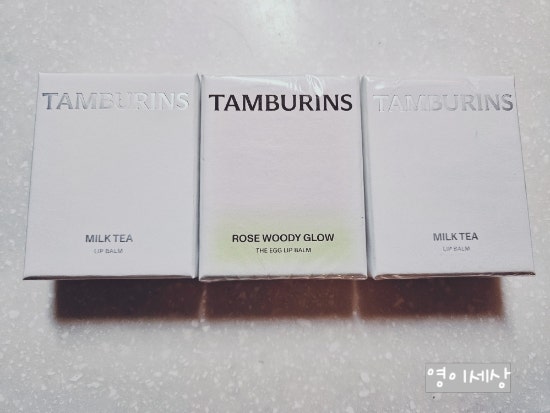 TAMBURINS
MILK TEA
LIP BALM
TAMBURINS
ROSE WOODY GLOW
THE EGG LIP BALM
TAMBURINS
MILK TEA
LIP BALM
영이세상